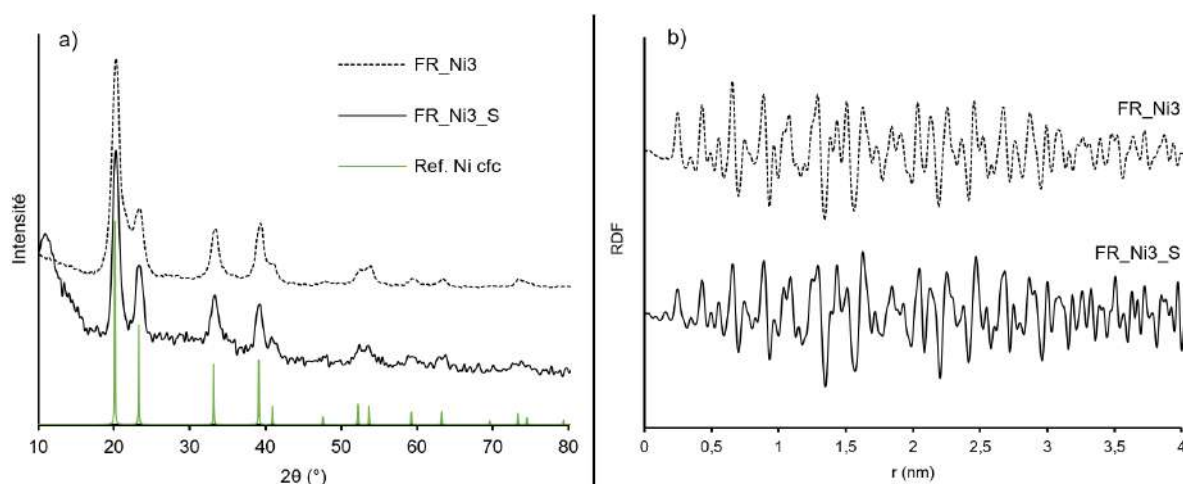 a)
FR_Ni3
FR_Ni3_S
Ref. Ni cfc
Intensité
10 20 30 40 50 60 70 80
2θ (°)
b)
FR_Ni3
FR_Ni3_S
RDF
0 0,5 1 1,5 2 2,5 3 3,5 4
r (nm)